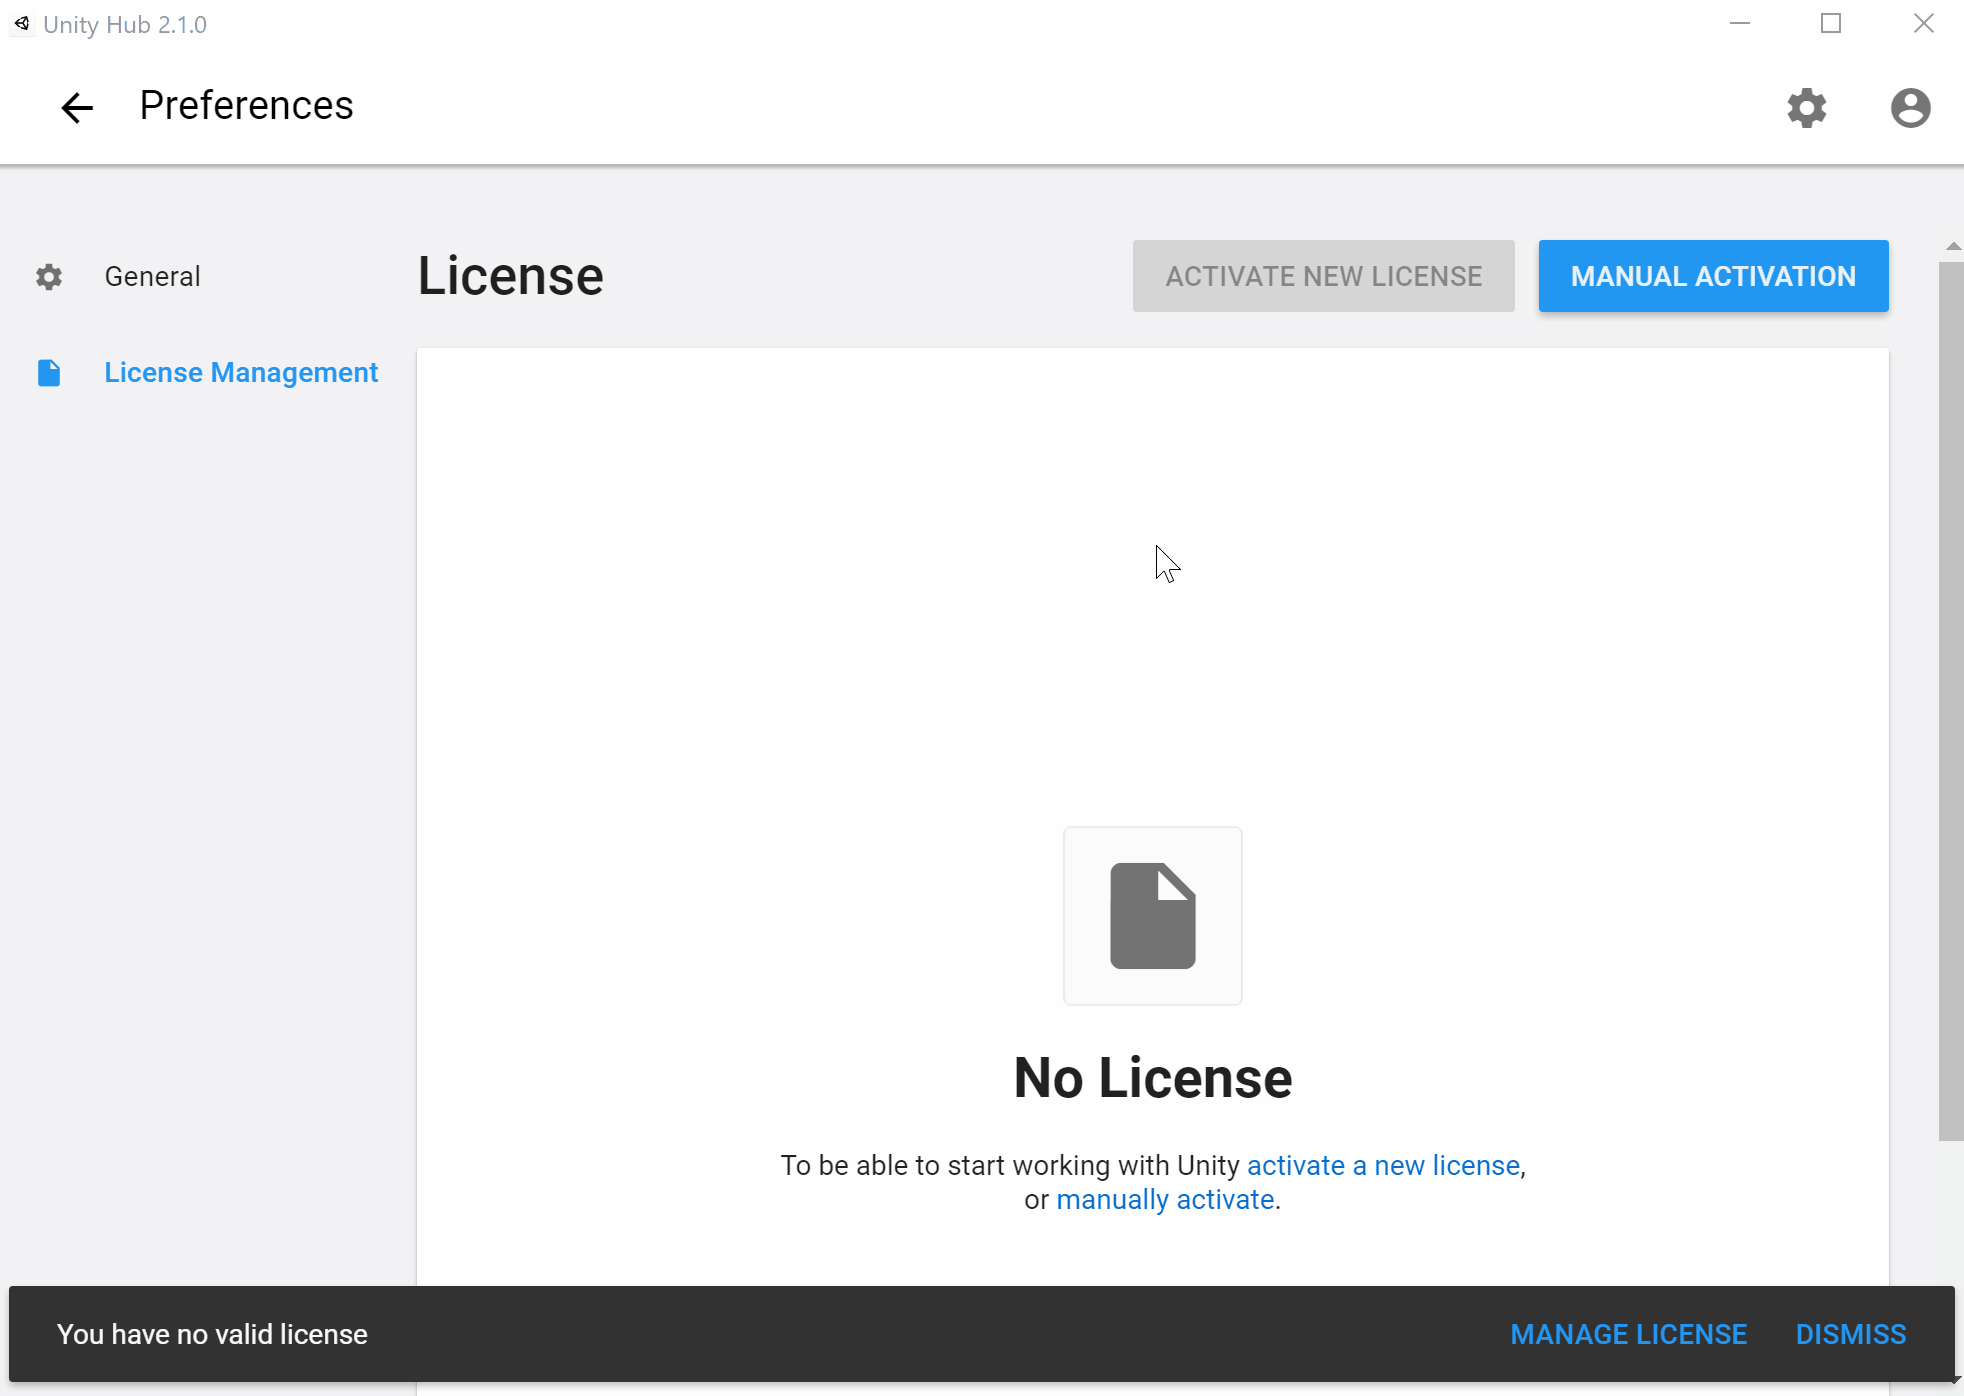 Unity Hub 2.1.0
Preferences
General
License Management
License
ACTIVATE NEW LICENSE
MANUAL ACTIVATION
No License
To be able to start working with Unity activate a new license,
or manually activate.
You have no valid license
MANAGE LICENSE
DISMISS